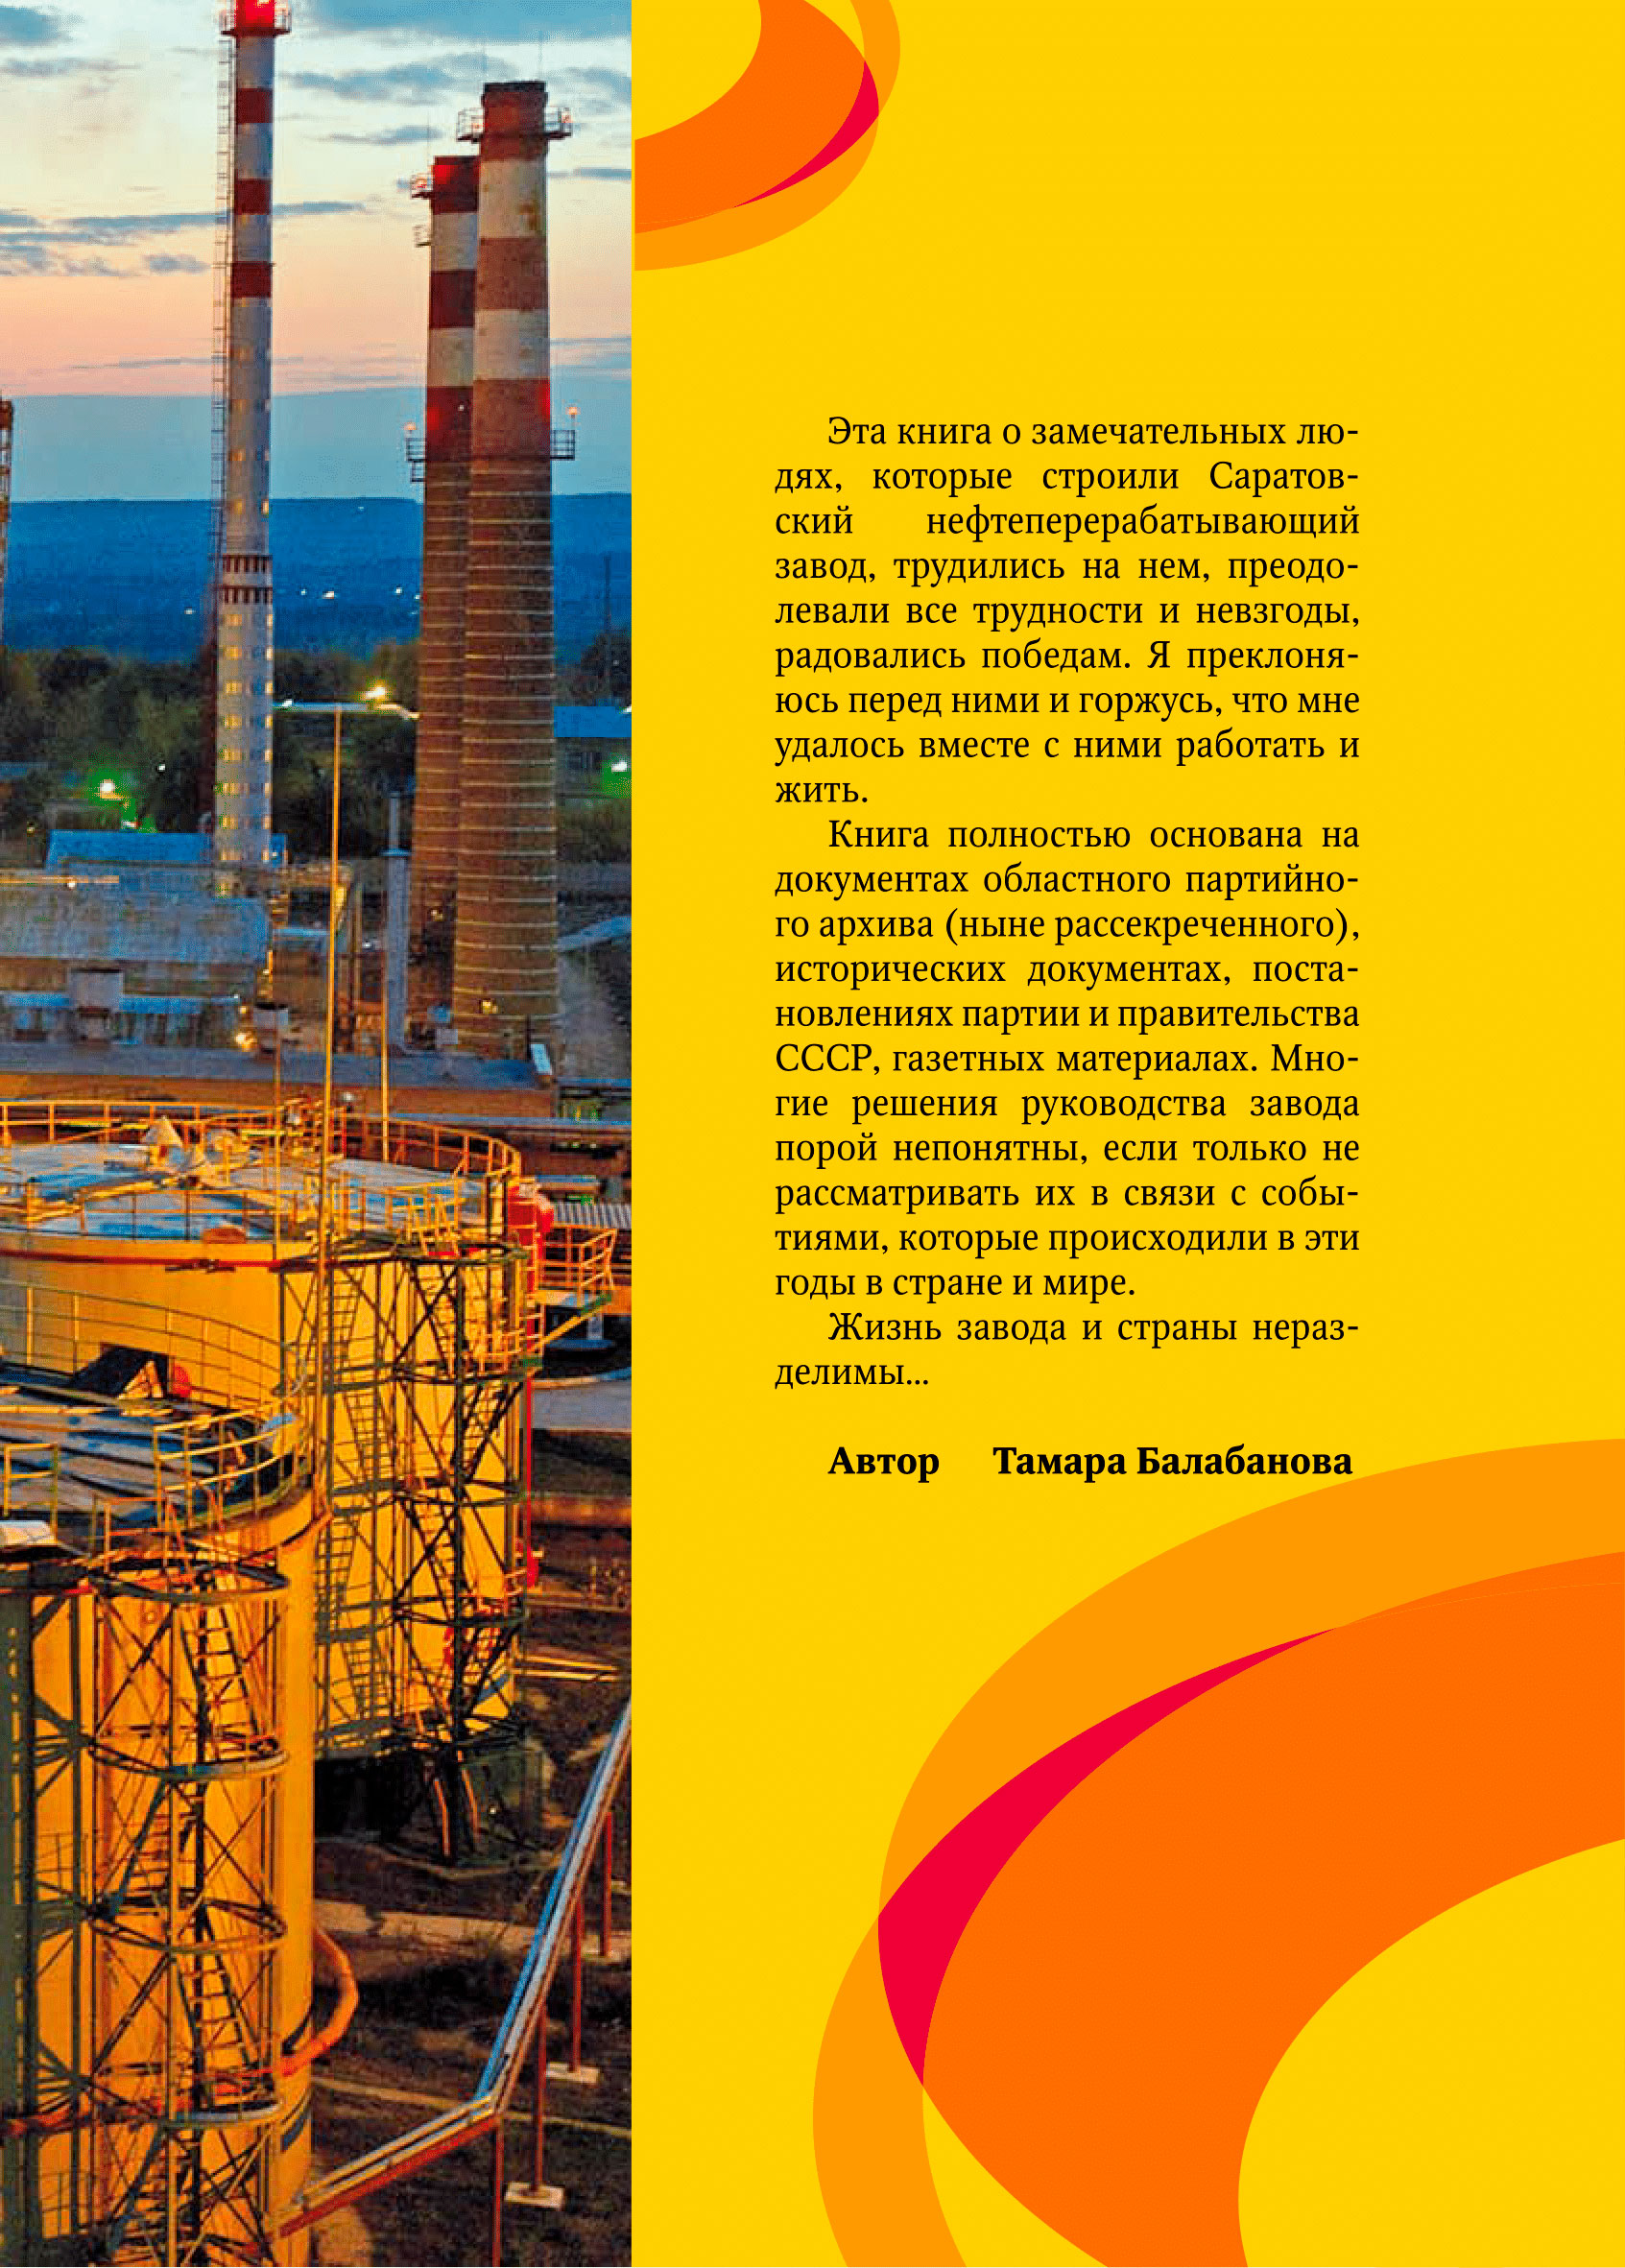 Эта книга о замечательных лю-
дях, которые строили Саратов-
ский нефтеперерабатывающий
завод, трудились на нем, преодо-
левали все трудности и невзгоды,
радовались победам. Я преклоня-
юсь перед ними и горжусь, что мне
удалось вместе с ними работать и
жить.
Книга полностью основана на
документах областного партийно-
го архива (ныне рассекреченного),
исторических документах, поста-
новлениях партии и правительства
СССР, газетных материалах. Мно-
гие решения руководства завода
порой непонятны, если только не
рассматривать их в связи с собы-
тиями, которые происходили в эти
годы в стране и мире.
Жизнь завода и страны нераз-
делимы...
Автор Тамара Балабанова